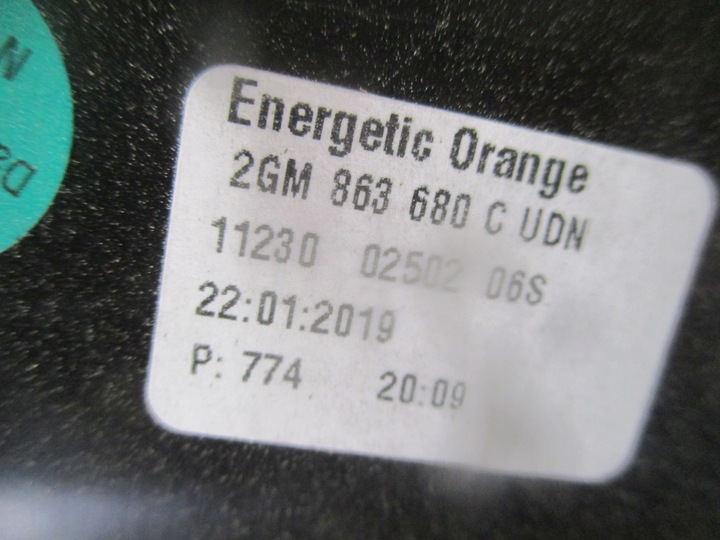 Energetic Orange
2GM 863 680 C UDN
11230 02502 06S
22:01:2019
P: 774 20:09